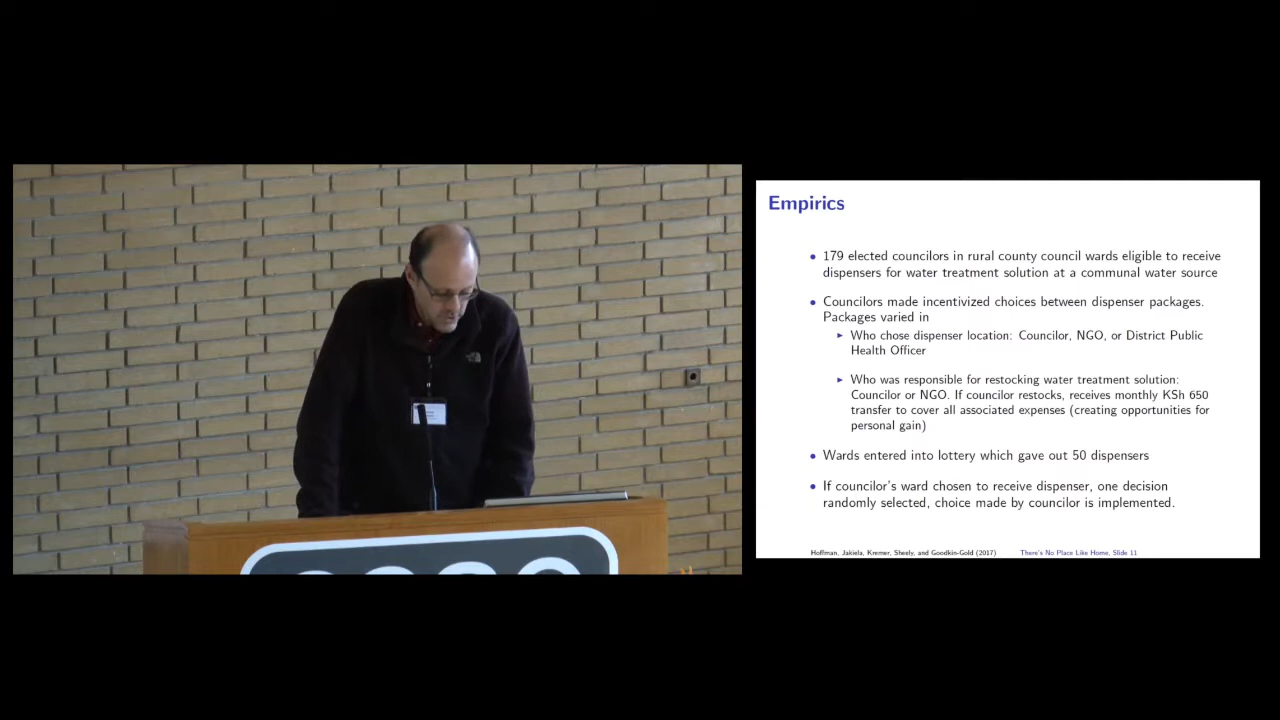 Empirics
• 179 elected councilors in rural county council wards eligible to receive
dispensers for water treatment solution at a communal water source
• Councilors made incentivized choices between dispenser packages.
Packages varied in
▶ Who chose dispenser location: Councilor, NGO, or District Public
Health Officer
▶ Who was responsible for restocking water treatment solution:
Councilor or NGO. If councilor restocks, receives monthly KSh 650
transfer to cover all associated expenses (creating opportunities for
personal gain)
• Wards entered into lottery which gave out 50 dispensers
• If councilor's ward chosen to receive dispenser, one decision
randomly selected, choice made by councilor is implemented.
Hoffman, Jakiela, Kremer, Sheely, and Goodkin-Gold (2017) There's No Place Like Home, Slide 11